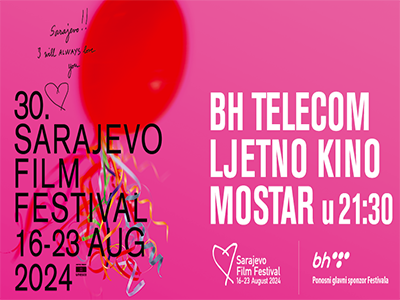 Sarajevo!!
I will ALWAYS love
you
30.
SARAJEVO
FILM
FESTIVAL
16-23 AUG
2024
BH TELECOM
LJETNO KINO
MOSTAR u 21:30
Sarajevo
Film Festival
16-23 August 2024
bh
Ponosni glavni sponzor Festivala